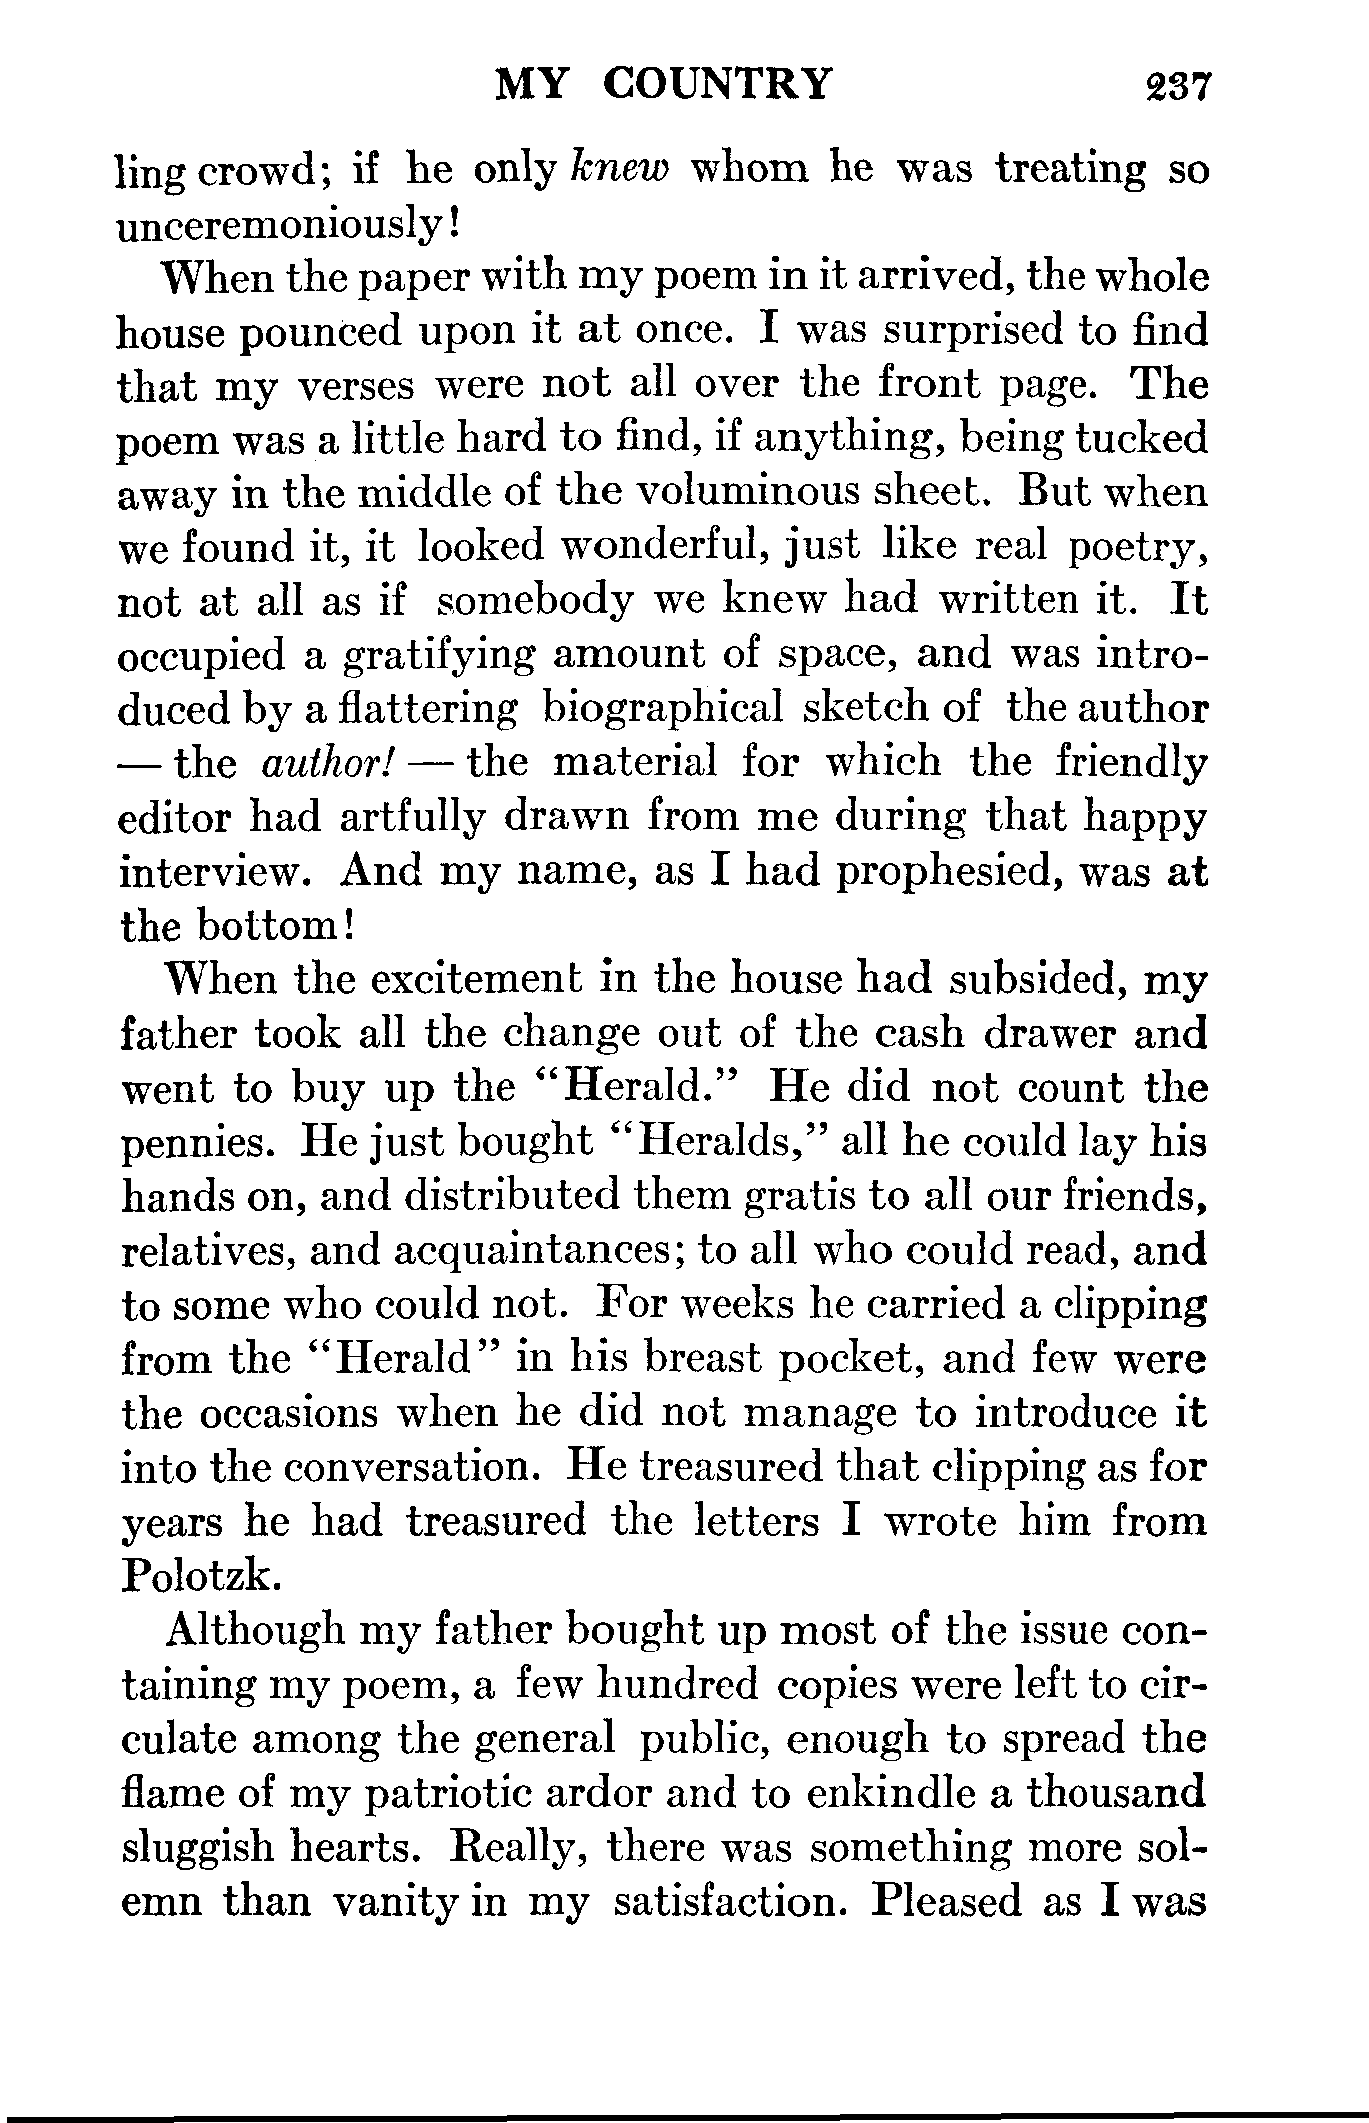 MY COUNTRY 237
ling crowd; if he only knew whom he was treating so
unceremoniously!
When the paper with my poem in it arrived, the whole
house pounced upon it at once. I was surprised to find
that my verses were not all over the front page. The
poem was a little hard to find, if anything, being tucked
away in the middle of the voluminous sheet. But when
we found it, it looked wonderful, just like real poetry,
not at all as if somebody we knew had written it. It
occupied a gratifying amount of space, and was intro-
duced by a flattering biographical sketch of the author
— the author! — the material for which the friendly
editor had artfully drawn from me during that happy
interview. And my name, as I had prophesied, was at
the bottom!
When the excitement in the house had subsided, my
father took all the change out of the cash drawer and
went to buy up the “Herald.” He did not count the
pennies. He just bought “Heralds,” all he could lay his
hands on, and distributed them gratis to all our friends,
relatives, and acquaintances; to all who could read, and
to some who could not. For weeks he carried a clipping
from the “Herald” in his breast pocket, and few were
the occasions when he did not manage to introduce it
into the conversation. He treasured that clipping as for
years he had treasured the letters I wrote him from
Polotzk.
Although my father bought up most of the issue con-
taining my poem, a few hundred copies were left to cir-
culate among the general public, enough to spread the
flame of my patriotic ardor and to enkindle a thousand
sluggish hearts. Really, there was something more sol-
emn than vanity in my satisfaction. Pleased as I was